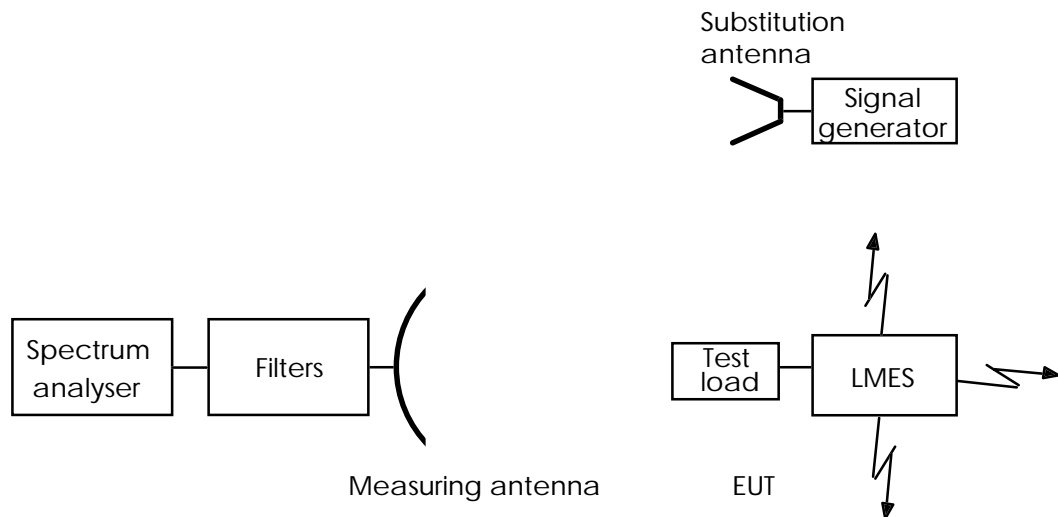 Substitution
antenna
Signal
generator
Spectrum
analyser
Filters
Test
load
LMES
Measuring antenna
EUT